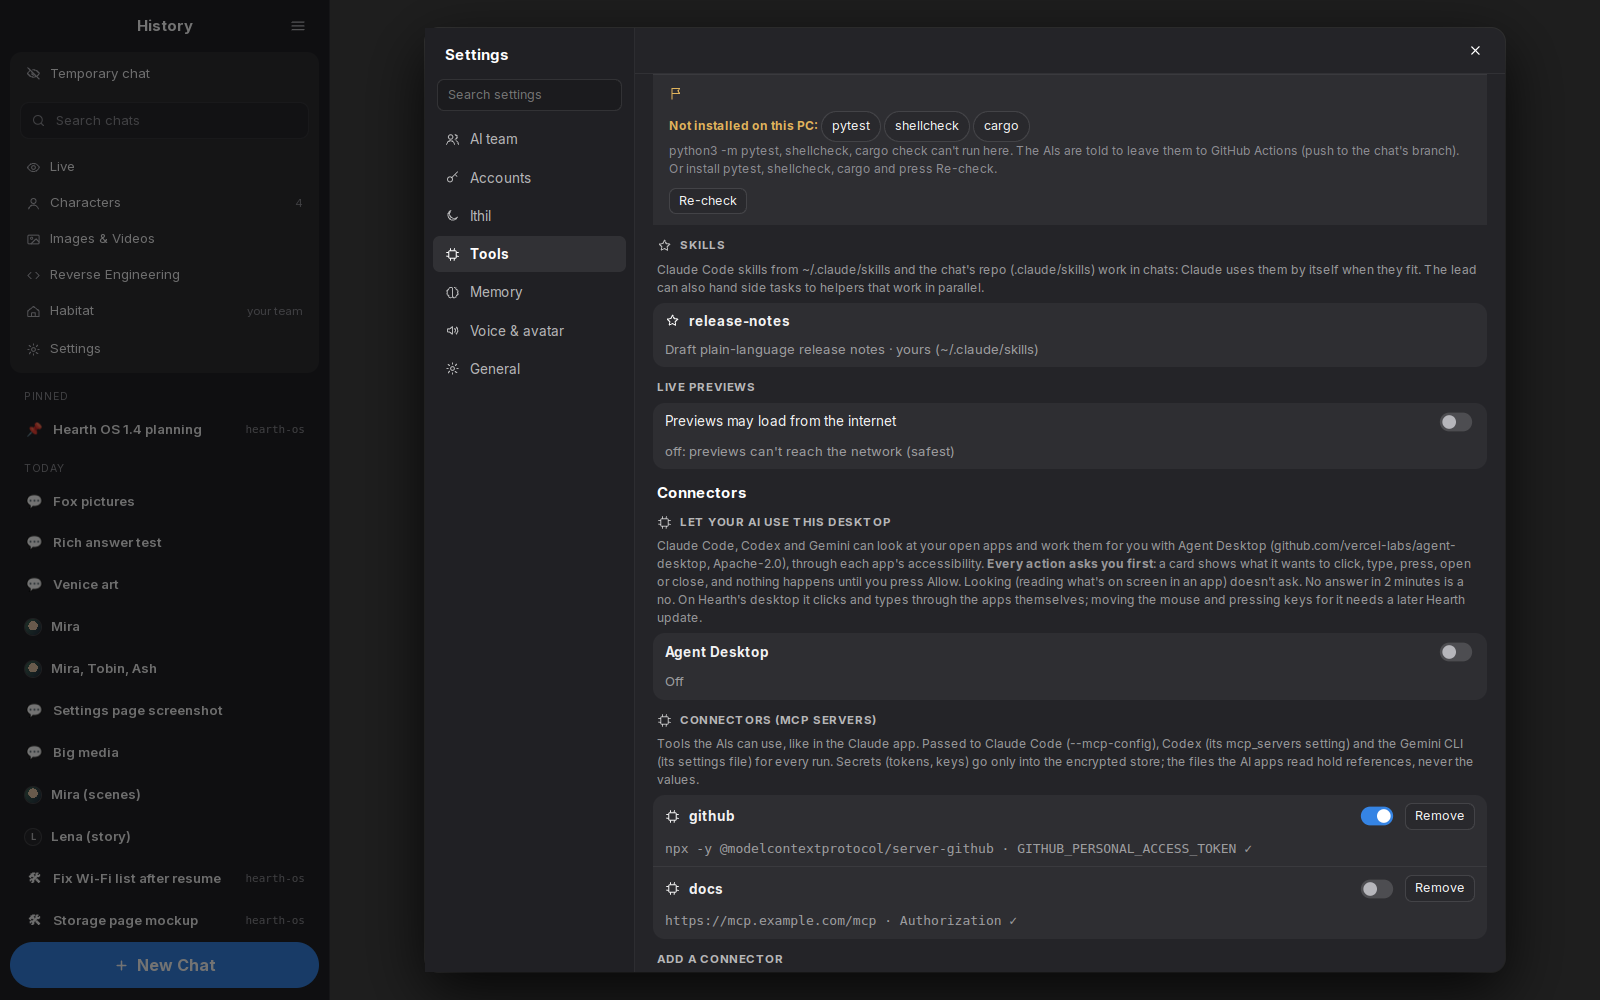 History
Temporary chat
Search chats
Live
Characters 4
Images & Videos
Reverse Engineering
Habitat your team
Settings
PINNED
Hearth OS 1.4 planning hearth-os
TODAY
Fox pictures
Rich answer test
Venice art
Mira
Mira, Tobin, Ash
Settings page screenshot
Big media
Mira (scenes)
L Lena (story)
Fix Wi-Fi list after resume hearth-os
Storage page mockup hearth-os
+ New Chat
Settings
Search settings
AI team
Accounts
Ithil
Tools
Memory
Voice & avatar
General
Not installed on this PC: pytest shellcheck cargo
python3 -m pytest, shellcheck, cargo check can't run here. The AIs are told to leave them to GitHub Actions (push to the chat's branch).
Or install pytest, shellcheck, cargo and press Re-check.
Re-check
SKILLS
Claude Code skills from ~/.claude/skills and the chat's repo (.claude/skills) work in chats: Claude uses them by itself when they fit. The lead
can also hand side tasks to helpers that work in parallel.
release-notes
Draft plain-language release notes · yours (~/.claude/skills)
LIVE PREVIEWS
Previews may load from the internet
off: previews can't reach the network (safest)
Connectors
LET YOUR AI USE THIS DESKTOP
Claude Code, Codex and Gemini can look at your open apps and work them for you with Agent Desktop (github.com/vercel-labs/agent-
desktop, Apache-2.0), through each app's accessibility. Every action asks you first: a card shows what it wants to click, type, press, open
or close, and nothing happens until you press Allow. Looking (reading what's on screen in an app) doesn't ask. No answer in 2 minutes is a
no. On Hearth's desktop it clicks and types through the apps themselves; moving the mouse and pressing keys for it needs a later Hearth
update.
Agent Desktop
Off
CONNECTORS (MCP SERVERS)
Tools the AIs can use, like in the Claude app. Passed to Claude Code (--mcp-config), Codex (its mcp_servers setting) and the Gemini CLI
(its settings file) for every run. Secrets (tokens, keys) go only into the encrypted store; the files the AI apps read hold references, never the
values.
github Remove
npx -y @modelcontextprotocol/server-github · GITHUB_PERSONAL_ACCESS_TOKEN ✓
docs Remove
https://mcp.example.com/mcp · Authorization ✓
ADD A CONNECTOR